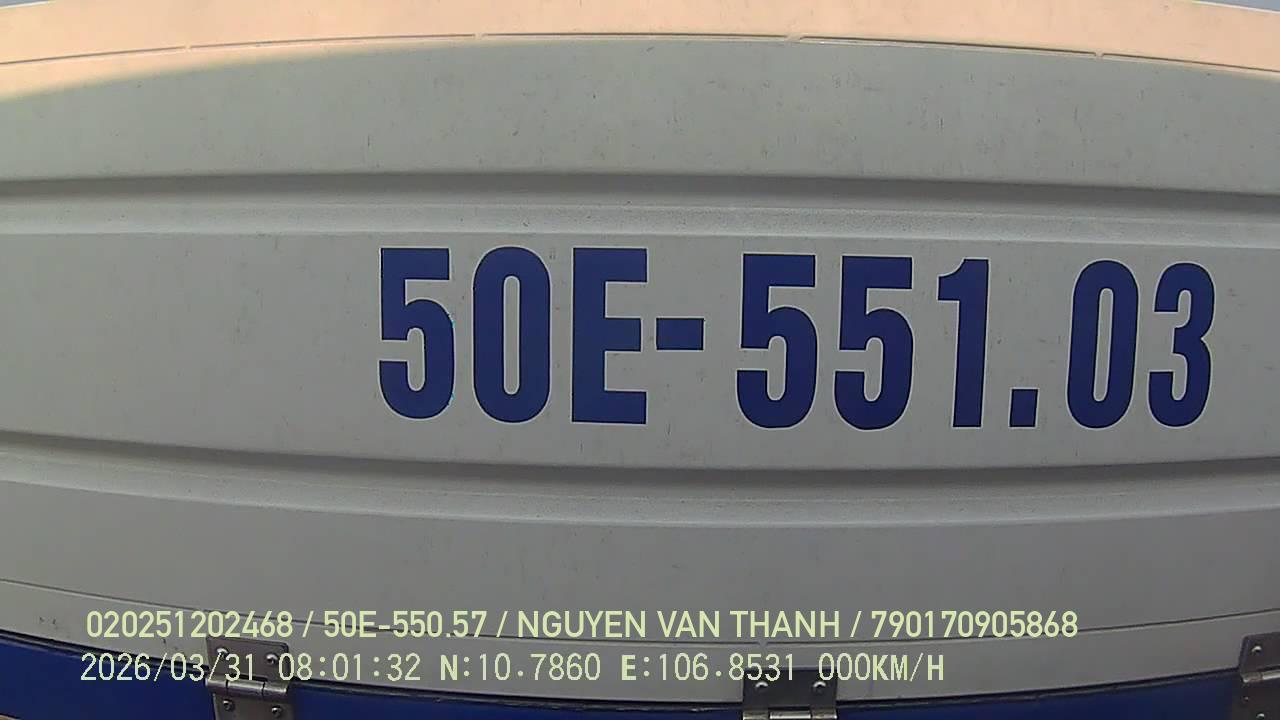 50E-551.03
020251202468 / 50E-550.57 / NGUYEN VAN THANH / 790170905868
2026/03/31 08:01:32 N:10.7860 E:106.8531 000KM/H